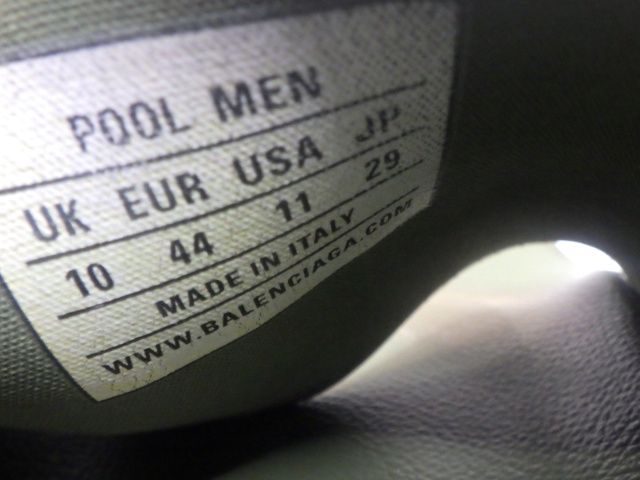 POOL MEN
UK EUR USA JP
10 44 11 29
MADE IN ITALY
WWW.BALENCIAGA.COM